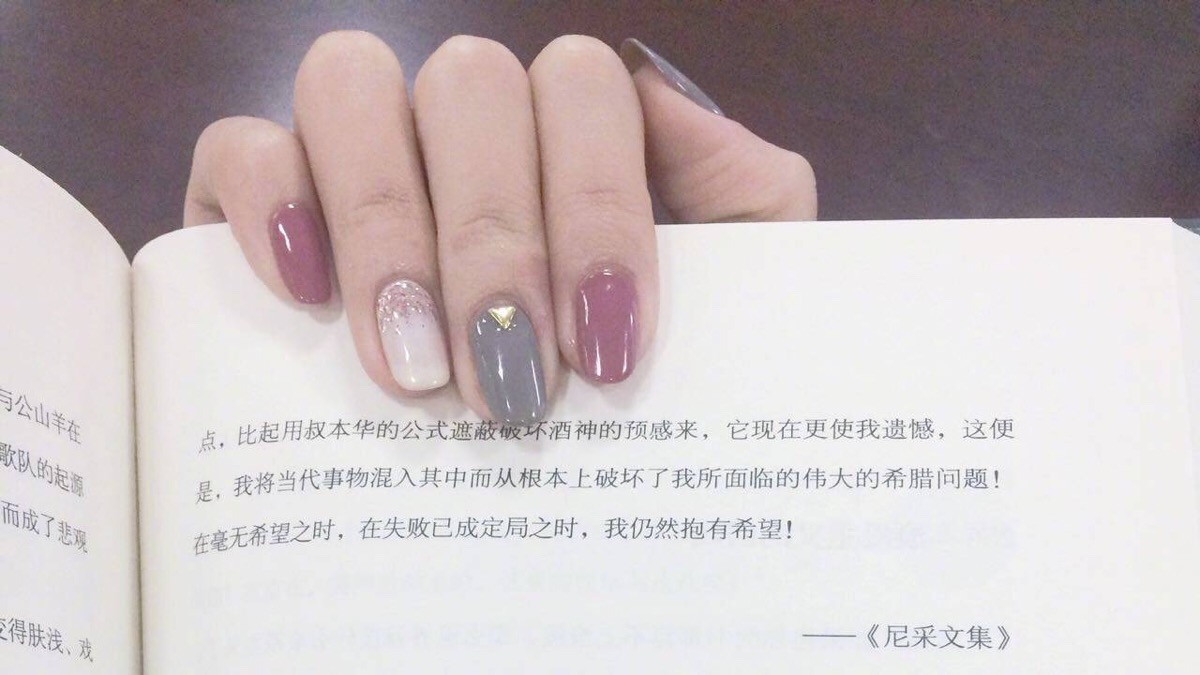 与公山羊在
歌队的起源
而成了悲观
变得肤浅、戏
点，比起用叔本华的公式遮蔽破坏酒神的预感来，它现在更使我遗憾，这便
是，我将当代事物混入其中而从根本上破坏了我所面临的伟大的希腊问题！
在毫无希望之时，在失败已成定局之时，我仍然抱有希望！
——《尼采文集》